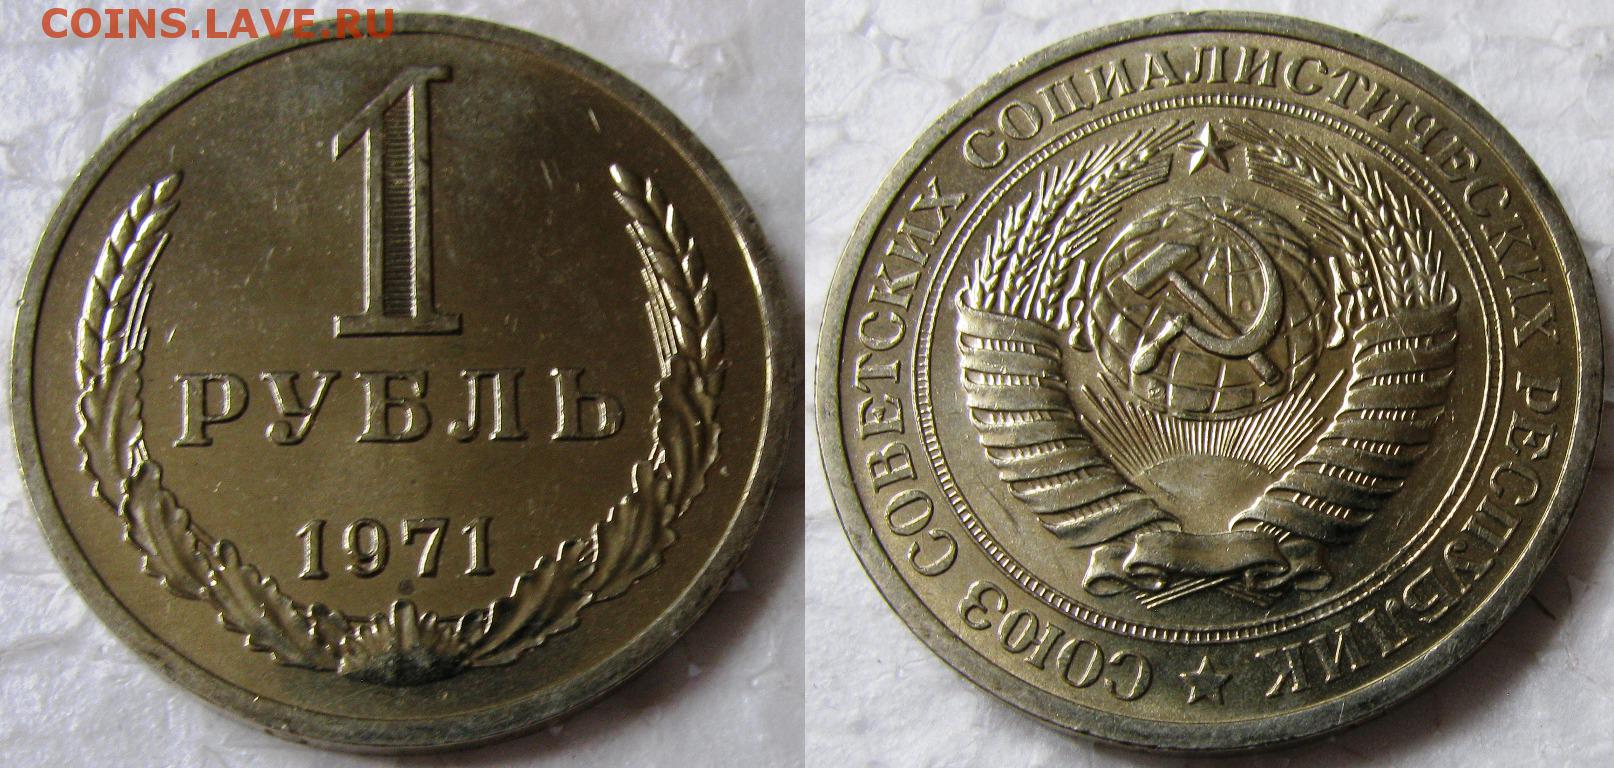 COINS.LAVE.RU
1
РУБЛЬ
1971
СОЮЗ СОВЕТСКИХ СОЦИАЛИСТИЧЕСКИХ РЕСПУБЛИК